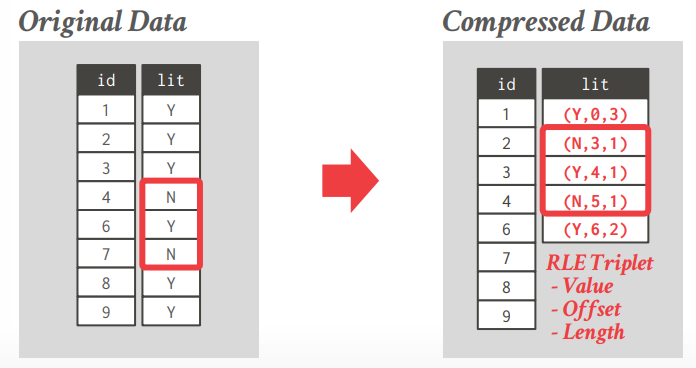 Original Data
id lit
1 Y
2 Y
3 Y
4 N
6 Y
7 N
8 Y
9 Y
Compressed Data
id lit
1 (Y,0,3)
2 (N,3,1)
3 (Y,4,1)
4 (N,5,1)
6 (Y,6,2)
7
8
9
RLE Triplet
- Value
- Offset
- Length